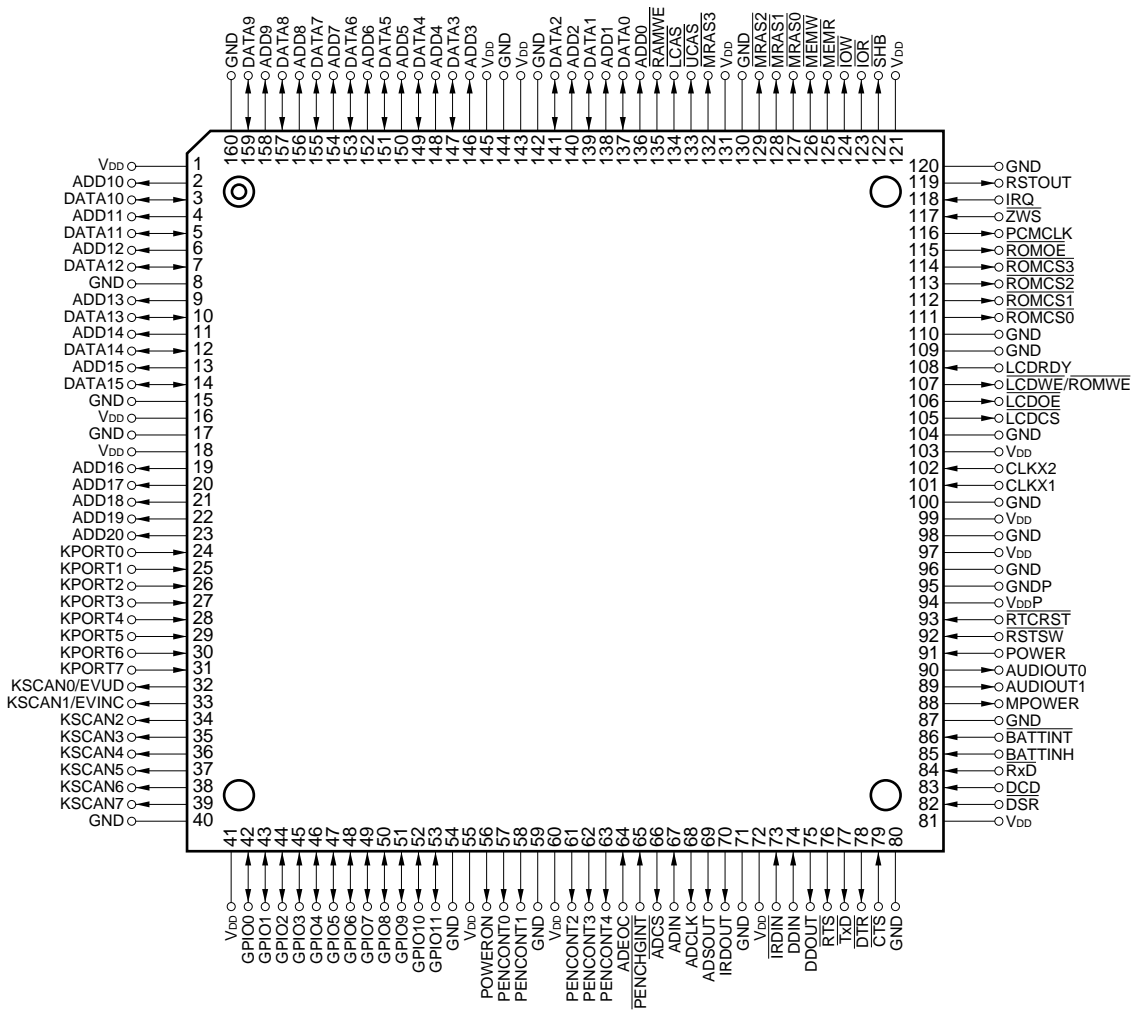 GND DATA9 ADD9 DATA8 ADD8 DATA7 ADD7 DATA6 ADD6 DATA5 ADD5 DATA4 ADD4 DATA3 ADD3 VDD GND VDD GND DATA2 ADD2 DATA1 ADD1 DATA0 ADD0 RAMWE LCAS UCAS MRAS3 VDD GND MRAS2 MRAS1 MRAS0 MEMW MEMR IOW IOR SHB VDD
160 159 158 157 156 155 154 153 152 151 150 149 148 147 146 145 144 143 142 141 140 139 138 137 136 135 134 133 132 131 130 129 128 127 126 125 124 123 122 121
VDD 1 120 GND
ADD10 2 119 RSTOUT
DATA10 3 118 IRQ
ADD11 4 117 ZWS
DATA11 5 116 PCMCLK
ADD12 6 115 ROMOE
DATA12 7 114 ROMCS3
GND 8 113 ROMCS2
ADD13 9 112 ROMCS1
DATA13 10 111 ROMCS0
ADD14 11 110 GND
DATA14 12 109 GND
ADD15 13 108 LCDRDY
DATA15 14 107 LCDWE/ROMWE
GND 15 106 LCDOE
VDD 16 105 LCDCS
GND 17 104 GND
VDD 18 103 VDD
ADD16 19 102 CLKX2
ADD17 20 101 CLKX1
ADD18 21 100 GND
ADD19 22 99 VDD
ADD20 23 98 GND
KPORT0 24 97 VDD
KPORT1 25 96 GND
KPORT2 26 95 GNDP
KPORT3 27 94 VDDP
KPORT4 28 93 RTCRST
KPORT5 29 92 RSTSW
KPORT6 30 91 POWER
KPORT7 31 90 AUDIOUT0
KSCAN0/EVUD 32 89 AUDIOUT1
KSCAN1/EVINC 33 88 MPOWER
KSCAN2 34 87 GND
KSCAN3 35 86 BATTINT
KSCAN4 36 85 BATTINH
KSCAN5 37 84 RxD
KSCAN6 38 83 DCD
KSCAN7 39 82 DSR
GND 40 81 VDD
41 42 43 44 45 46 47 48 49 50 51 52 53 54 55 56 57 58 59 60 61 62 63 64 65 66 67 68 69 70 71 72 73 74 75 76 77 78 79 80
VDD GPIO0 GPIO1 GPIO2 GPIO3 GPIO4 GPIO5 GPIO6 GPIO7 GPIO8 GPIO9 GPIO10 GPIO11 GND VDD POWERON PENCONT0 PENCONT1 GND VDD PENCONT2 PENCONT3 PENCONT4 ADEOC PENCHGINT ADCS ADIN ADCLK ADSOUT IRDOUT GND VDD IRDIN DDIN DDOUT RTS TxD DTR CTS GND